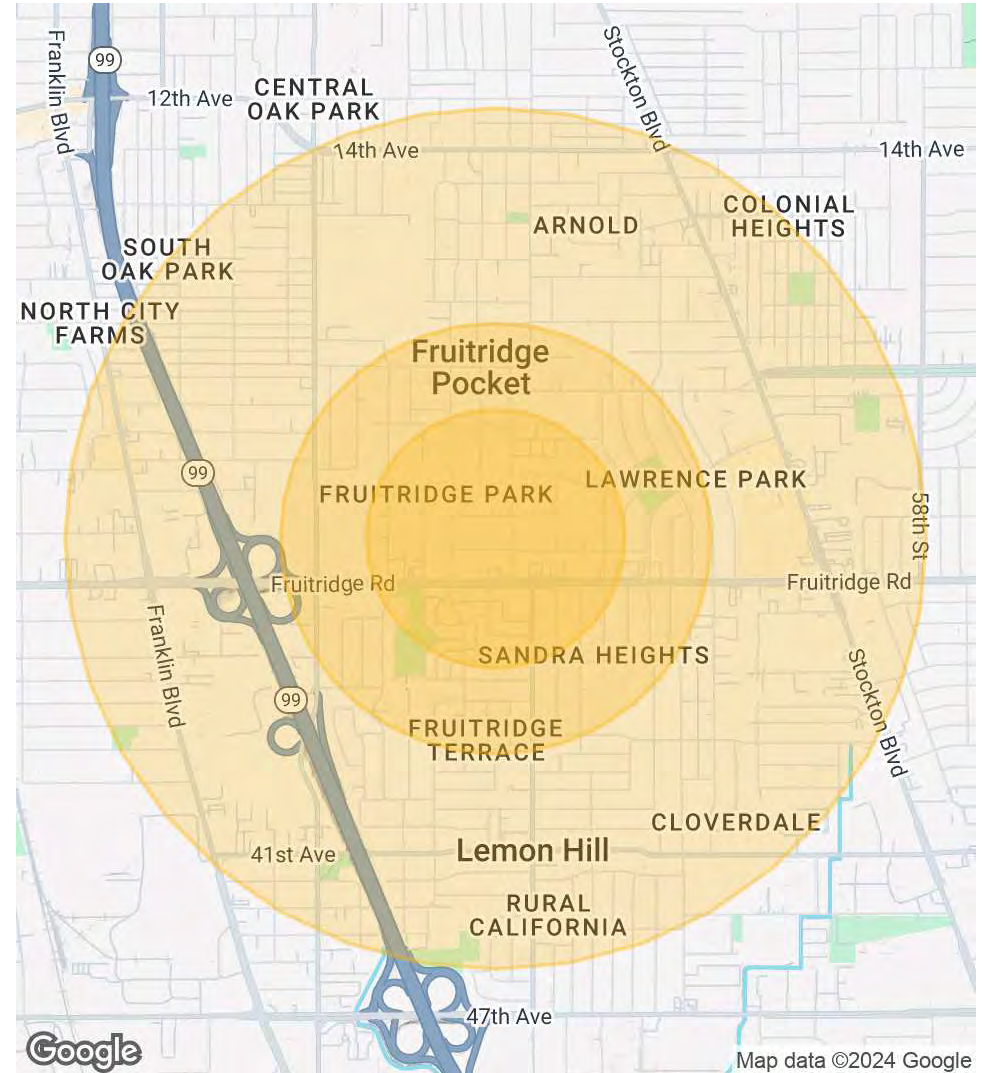 99
Franklin Blvd
12th Ave
CENTRAL
OAK PARK
Stockton Blvd
14th Ave
14th Ave
ARNOLD
COLONIAL
HEIGHTS
SOUTH
OAK PARK
NORTH CITY
FARMS
Fruitridge
Pocket
99
FRUITRIDGE PARK
LAWRENCE PARK
58th St
Fruitridge Rd
Fruitridge Rd
Franklin Blvd
SANDRA HEIGHTS
Stockton Blvd
99
FRUITRIDGE
TERRACE
CLOVERDALE
41st Ave
Lemon Hill
RURAL
CALIFORNIA
47th Ave
Google
Map data ©2024 Google